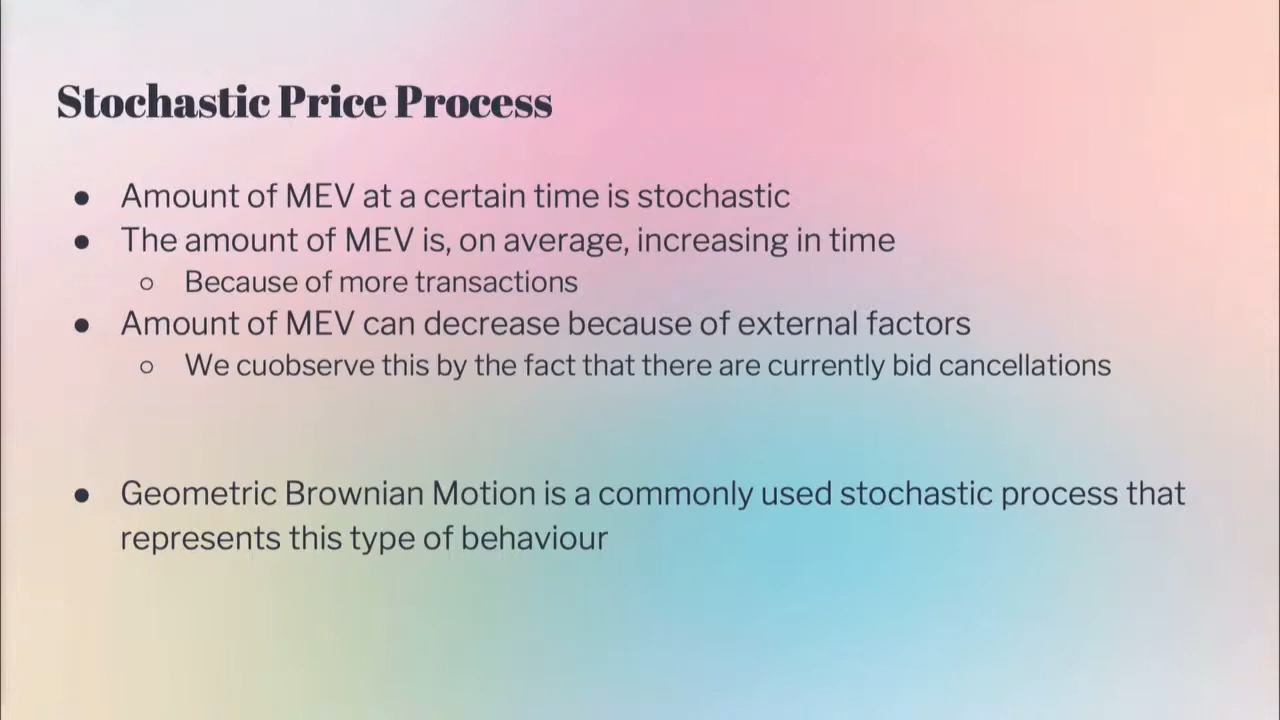 Stochastic Price Process
● Amount of MEV at a certain time is stochastic
● The amount of MEV is, on average, increasing in time
○ Because of more transactions
● Amount of MEV can decrease because of external factors
○ We cuobserve this by the fact that there are currently bid cancellations
● Geometric Brownian Motion is a commonly used stochastic process that
represents this type of behaviour